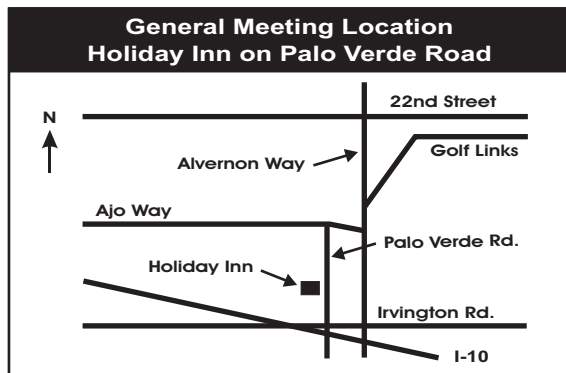 General Meeting Location
Holiday Inn on Palo Verde Road
22nd Street
N
Golf Links
Alvernon Way
Ajo Way
Palo Verde Rd.
Holiday Inn
Irvington Rd.
I-10